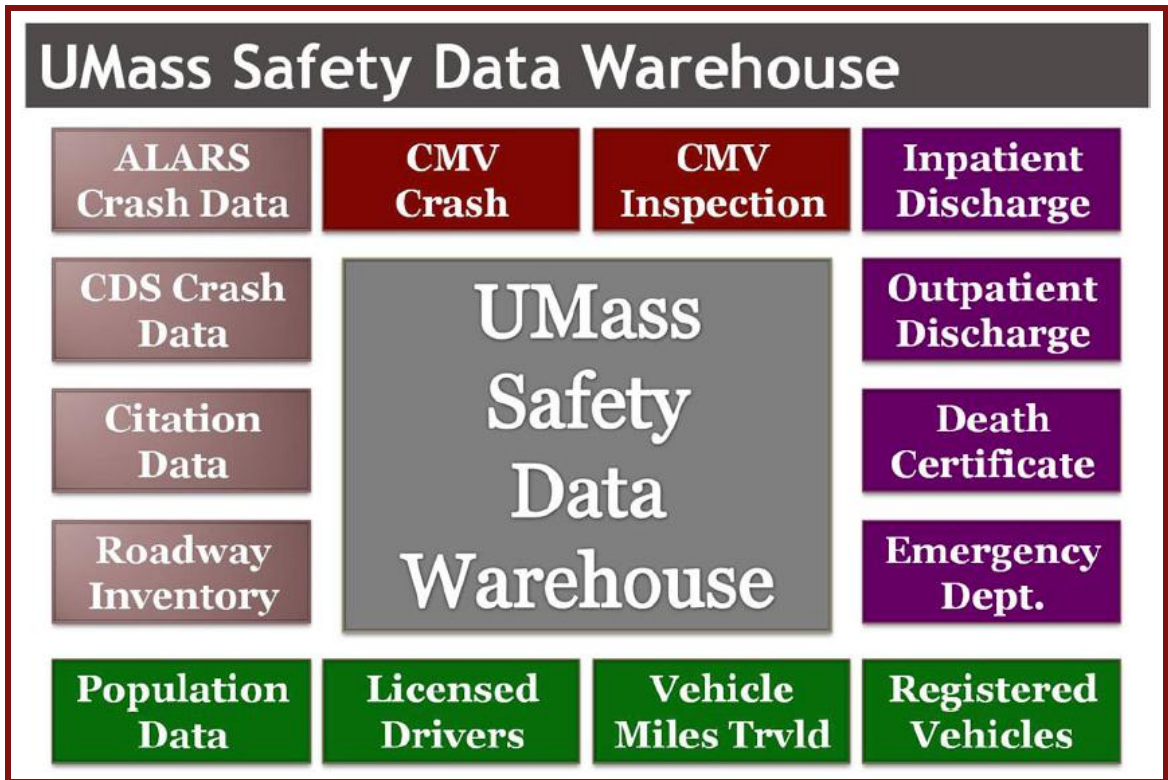 UMass Safety Data Warehouse
ALARS
Crash Data
CMV
Crash
CMV
Inspection
Inpatient
Discharge
CDS Crash
Data
UMass
Safety
Data
Warehouse
Outpatient
Discharge
Citation
Data
Death
Certificate
Roadway
Inventory
Emergency
Dept.
Population
Data
Licensed
Drivers
Vehicle
Miles Trvld
Registered
Vehicles